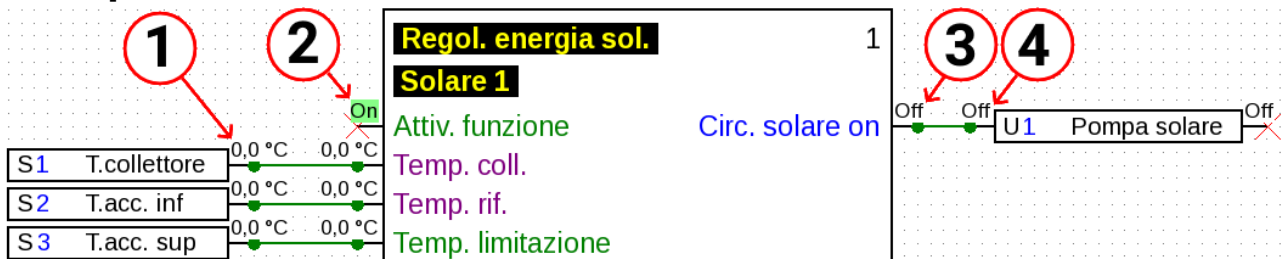 1 2 3 4
Regol. energia sol. 1
Solare 1
On Attiv. funzione Circ. solare on Off Off U1 Pompa solare Off
S1 T.collettore 0,0 °C 0,0 °C Temp. coll.
S2 T.acc. inf 0,0 °C 0,0 °C Temp. rif.
S3 T.acc. sup 0,0 °C 0,0 °C Temp. limitazione